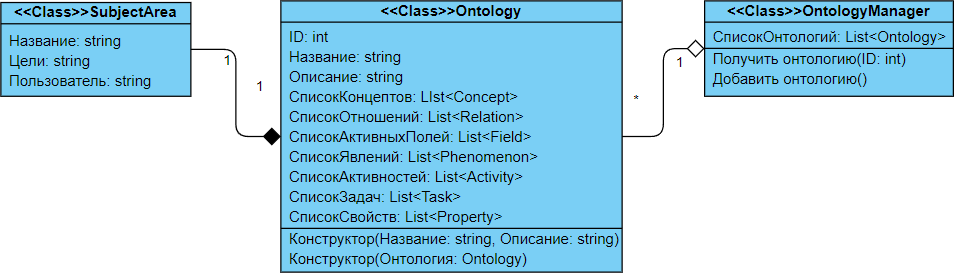 <<Class>>SubjectArea
Название: string
Цели: string
Пользователь: string
1
1
<<Class>>Ontology
ID: int
Название: string
Описание: string
СписокКонцептов: LIst<Concept>
СписокОтношений: List<Relation>
СписокАктивныхПолей: List<Field>
СписокЯвлений: List<Phenomenon>
СписокАктивностей: List<Activity>
СписокЗадач: List<Task>
СписокСвойств: List<Property>
Конструктор(Название: string, Описание: string)
Конструктор(Онтология: Ontology)
*
1
<<Class>>OntologyManager
СписокОнтологий: List<Ontology>
Получить онтологию(ID: int)
Добавить онтологию()